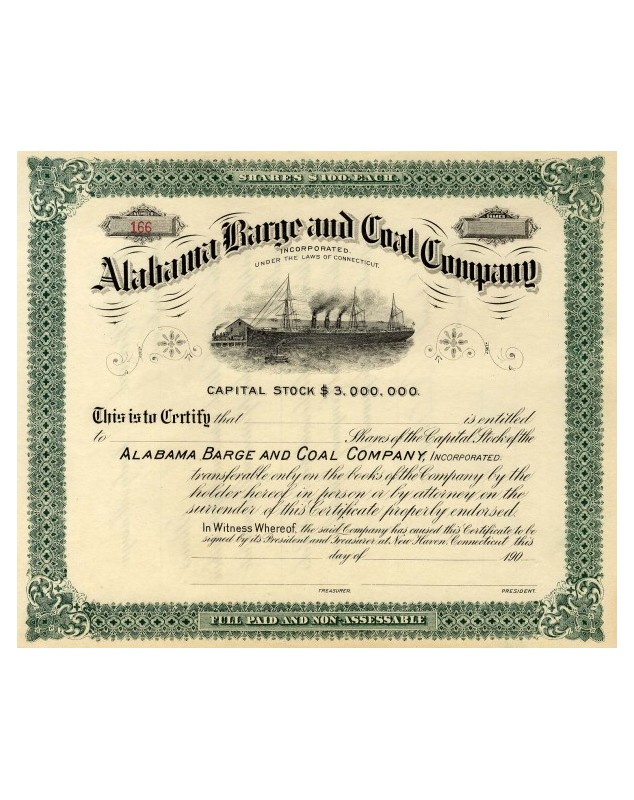 SHARES $100 EACH.
NUMBER
166
SHARES
Alabama Barge and Coal Company
INCORPORATED.
UNDER THE LAWS OF CONNECTICUT.
CAPITAL STOCK $ 3,000,000.
This is to Certify that is entitled
to Shares of the Capital Stock of the
ALABAMA BARGE AND COAL COMPANY, INCORPORATED.
transferable only on the books of the Company by the
holder hereof in person or by attorney on the
surrender of this Certificate properly endorsed.
In Witness Whereof, the said Company has caused this Certificate to be
signed by its President and Treasurer at New Haven, Connecticut this
day of 190
TREASURER. PRESIDENT.
FULL PAID AND NON-ASSESSABLE